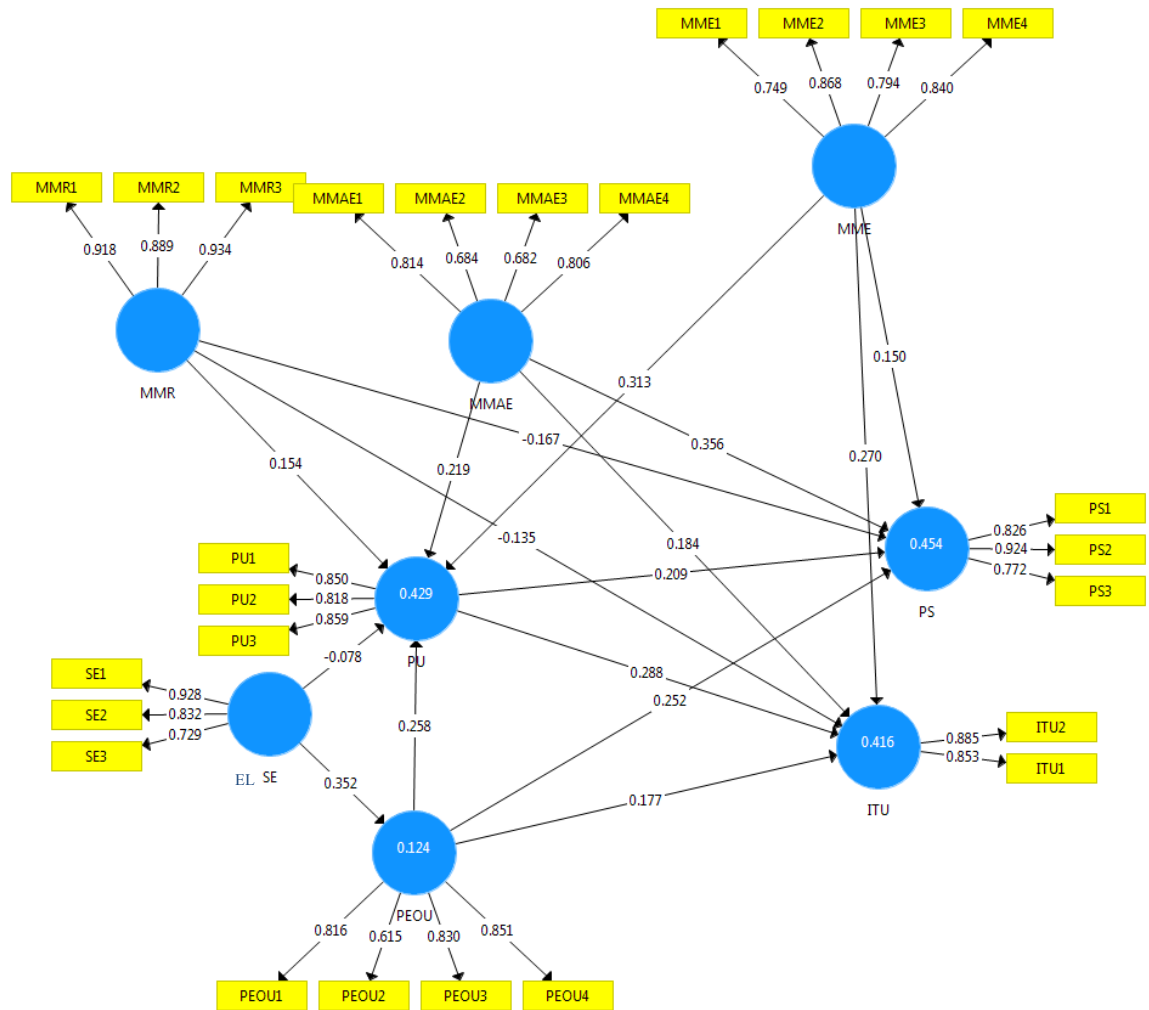 MME1 MME2 MME3 MME4
0.749 0.868 0.794 0.840
MME
MMR1 MMR2 MMR3
0.918 0.889 0.934
MMR
MMAE1 MMAE2 MMAE3 MMAE4
0.814 0.684 0.682 0.806
MMAE
0.313
0.150
0.270
-0.167
0.356
0.154
0.219
-0.135
0.184
PU1
PU2
PU3
0.850
0.818
0.859
0.429
PU
0.209
0.454
PS
0.826
0.924
0.772
PS1
PS2
PS3
-0.078
SE1
SE2
SE3
0.928
0.832
0.729
EL SE
0.258
0.288
0.252
0.352
0.177
0.416
ITU
0.885
0.853
ITU2
ITU1
0.124
PEOU
0.816 0.615 0.830 0.851
PEOU1 PEOU2 PEOU3 PEOU4